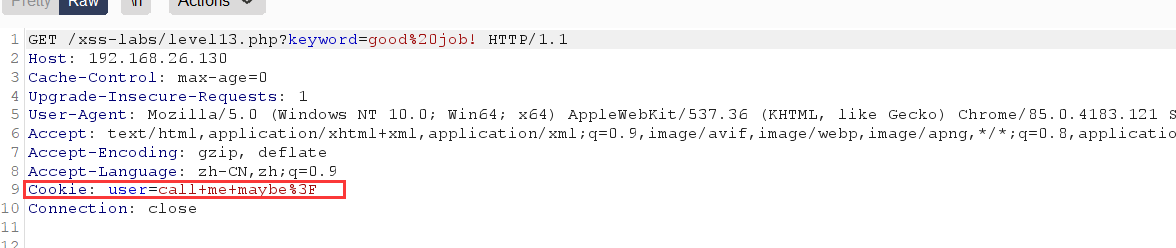 Pretty Raw \n Actions
1 GET /xss-labs/level13.php?keyword=good%20job! HTTP/1.1
2 Host: 192.168.26.130
3 Cache-Control: max-age=0
4 Upgrade-Insecure-Requests: 1
5 User-Agent: Mozilla/5.0 (Windows NT 10.0; Win64; x64) AppleWebKit/537.36 (KHTML, like Gecko) Chrome/85.0.4183.121 S
6 Accept: text/html,application/xhtml+xml,application/xml;q=0.9,image/avif,image/webp,image/apng,*/*;q=0.8,applicatio
7 Accept-Encoding: gzip, deflate
8 Accept-Language: zh-CN,zh;q=0.9
9 Cookie: user=call+me+maybe%3F
10 Connection: close
11
12